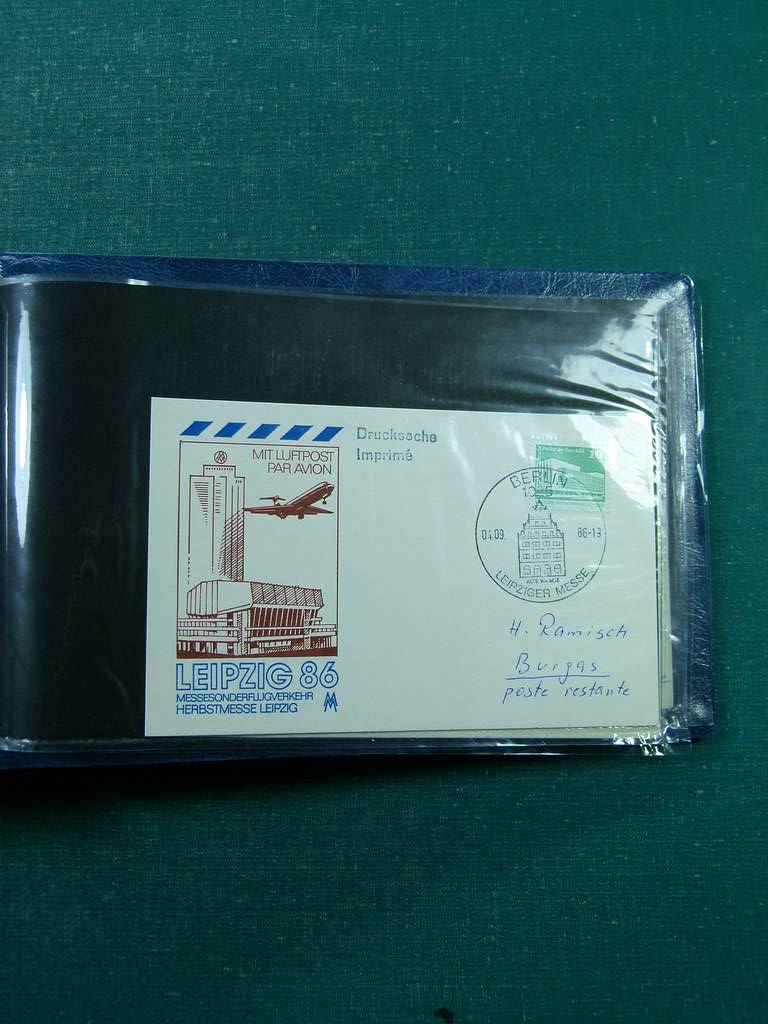 Drucksache
Imprimé
MIT LUFTPOST
PAR AVION
10
BERLIN
04.09.
86-13
LEIPZIGER MESSE
H. Ramisch
Burgas
poste restante
LEIPZIG 86
MESSESONDERFLUGVERKEHR
HERBSTMESSE LEIPZIG